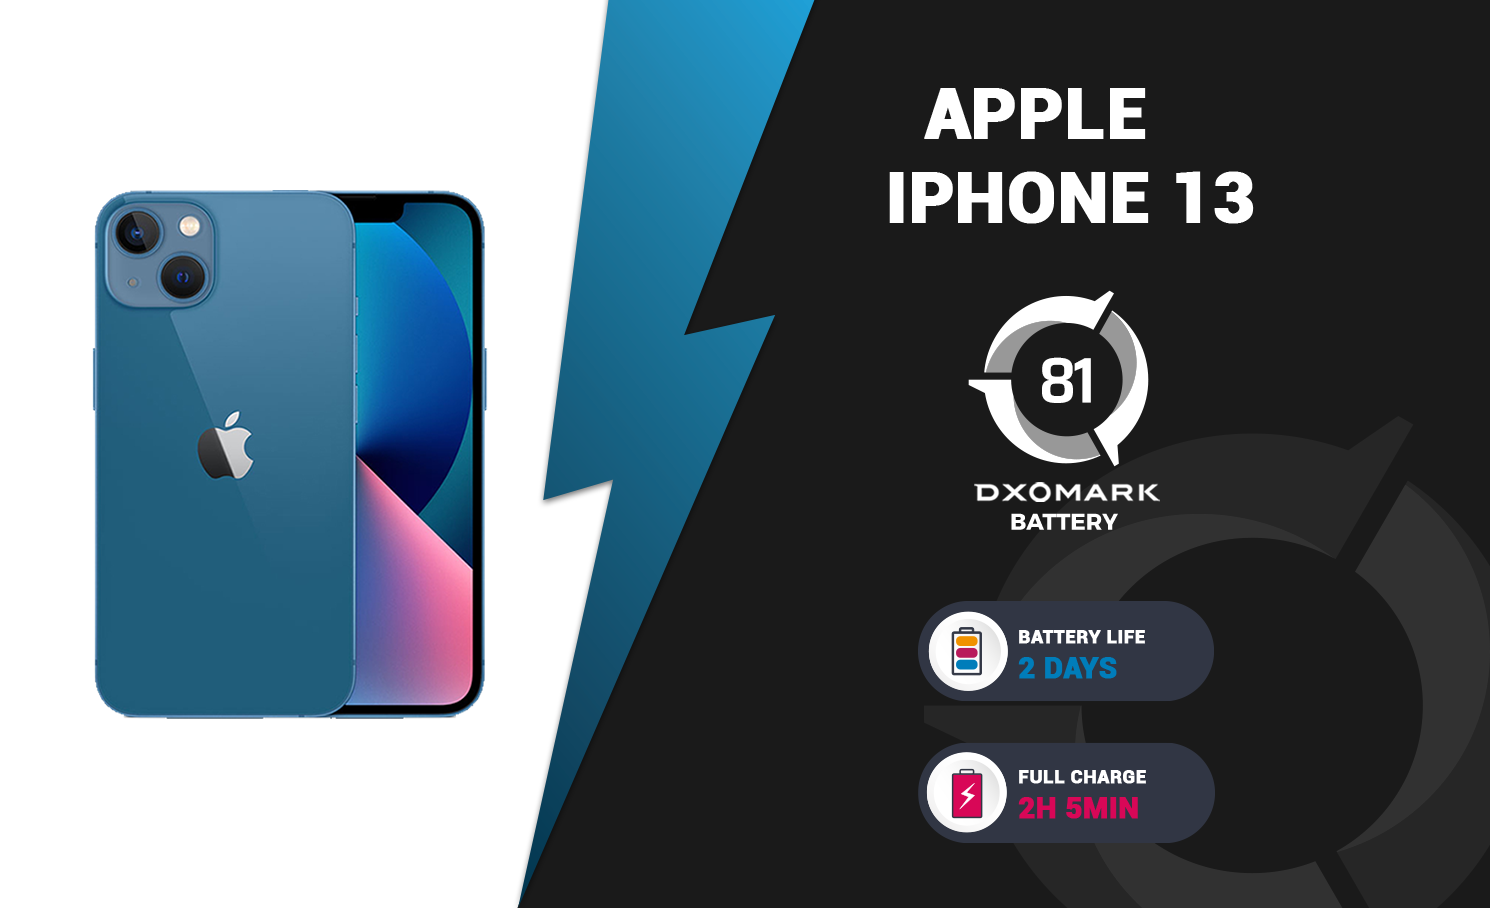 APPLE
IPHONE 13
81
DXOMARK
BATTERY
BATTERY LIFE
2 DAYS
FULL CHARGE
2H 5MIN